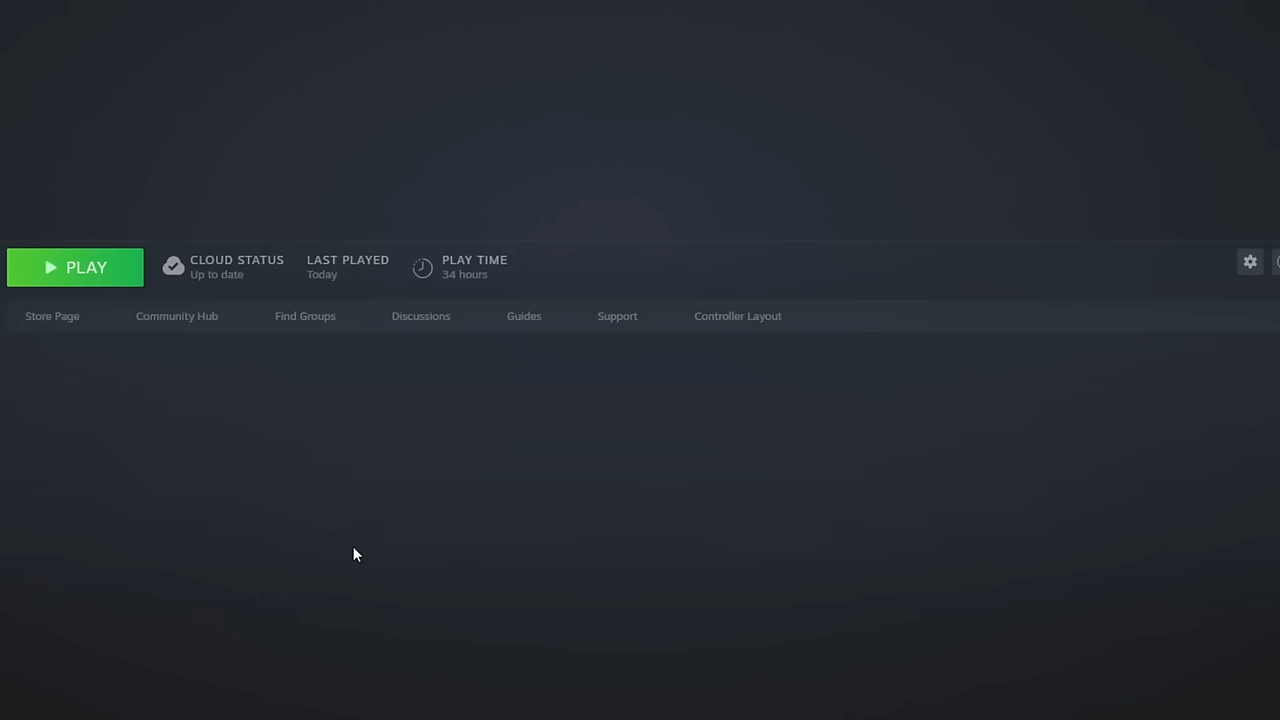 PLAY
CLOUD STATUS
Up to date
LAST PLAYED
Today
PLAY TIME
34 hours
Store Page
Community Hub
Find Groups
Discussions
Guides
Support
Controller Layout